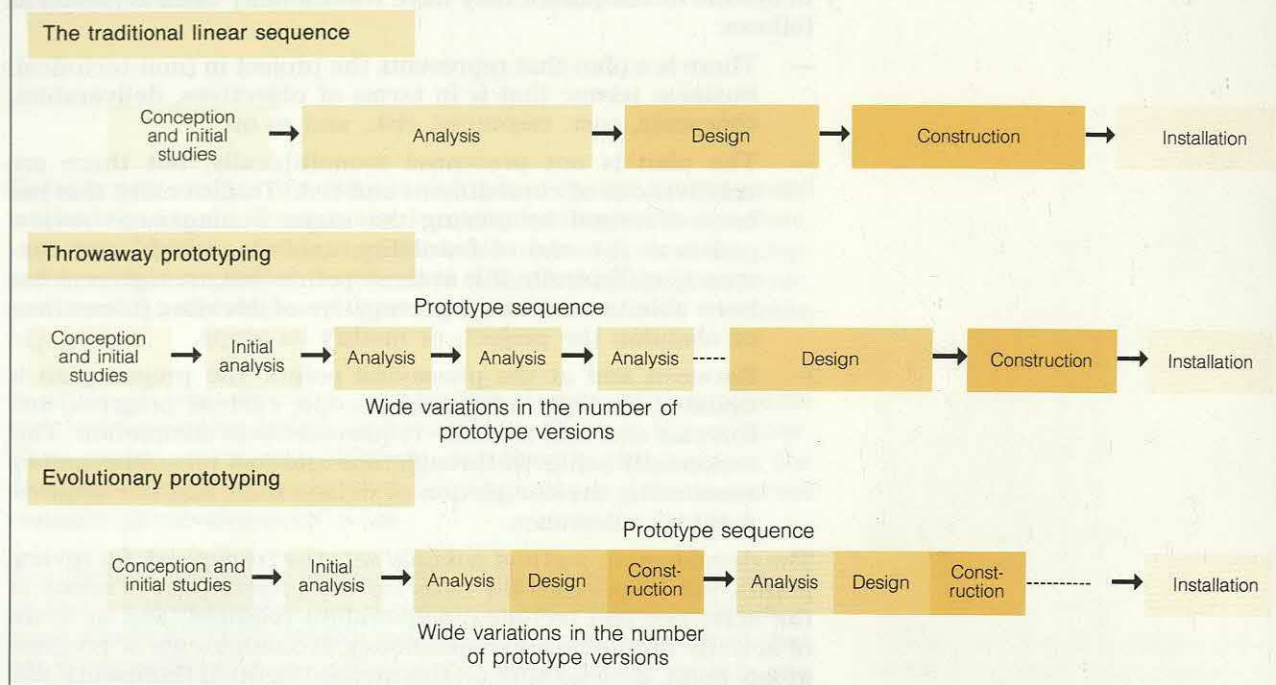 The traditional linear sequence
Conception
and initial
studies
Analysis
Design
Construction
Installation
Throwaway prototyping
Prototype sequence
Conception
and initial
studies
Initial
analysis
Analysis
Analysis
Analysis
Design
Construction
Installation
Wide variations in the number of
prototype versions
Evolutionary prototyping
Prototype sequence
Conception and
initial studies
Initial
analysis
Analysis
Design
Const-
ruction
Analysis
Design
Const-
ruction
Installation
Wide variations in the number
of prototype versions